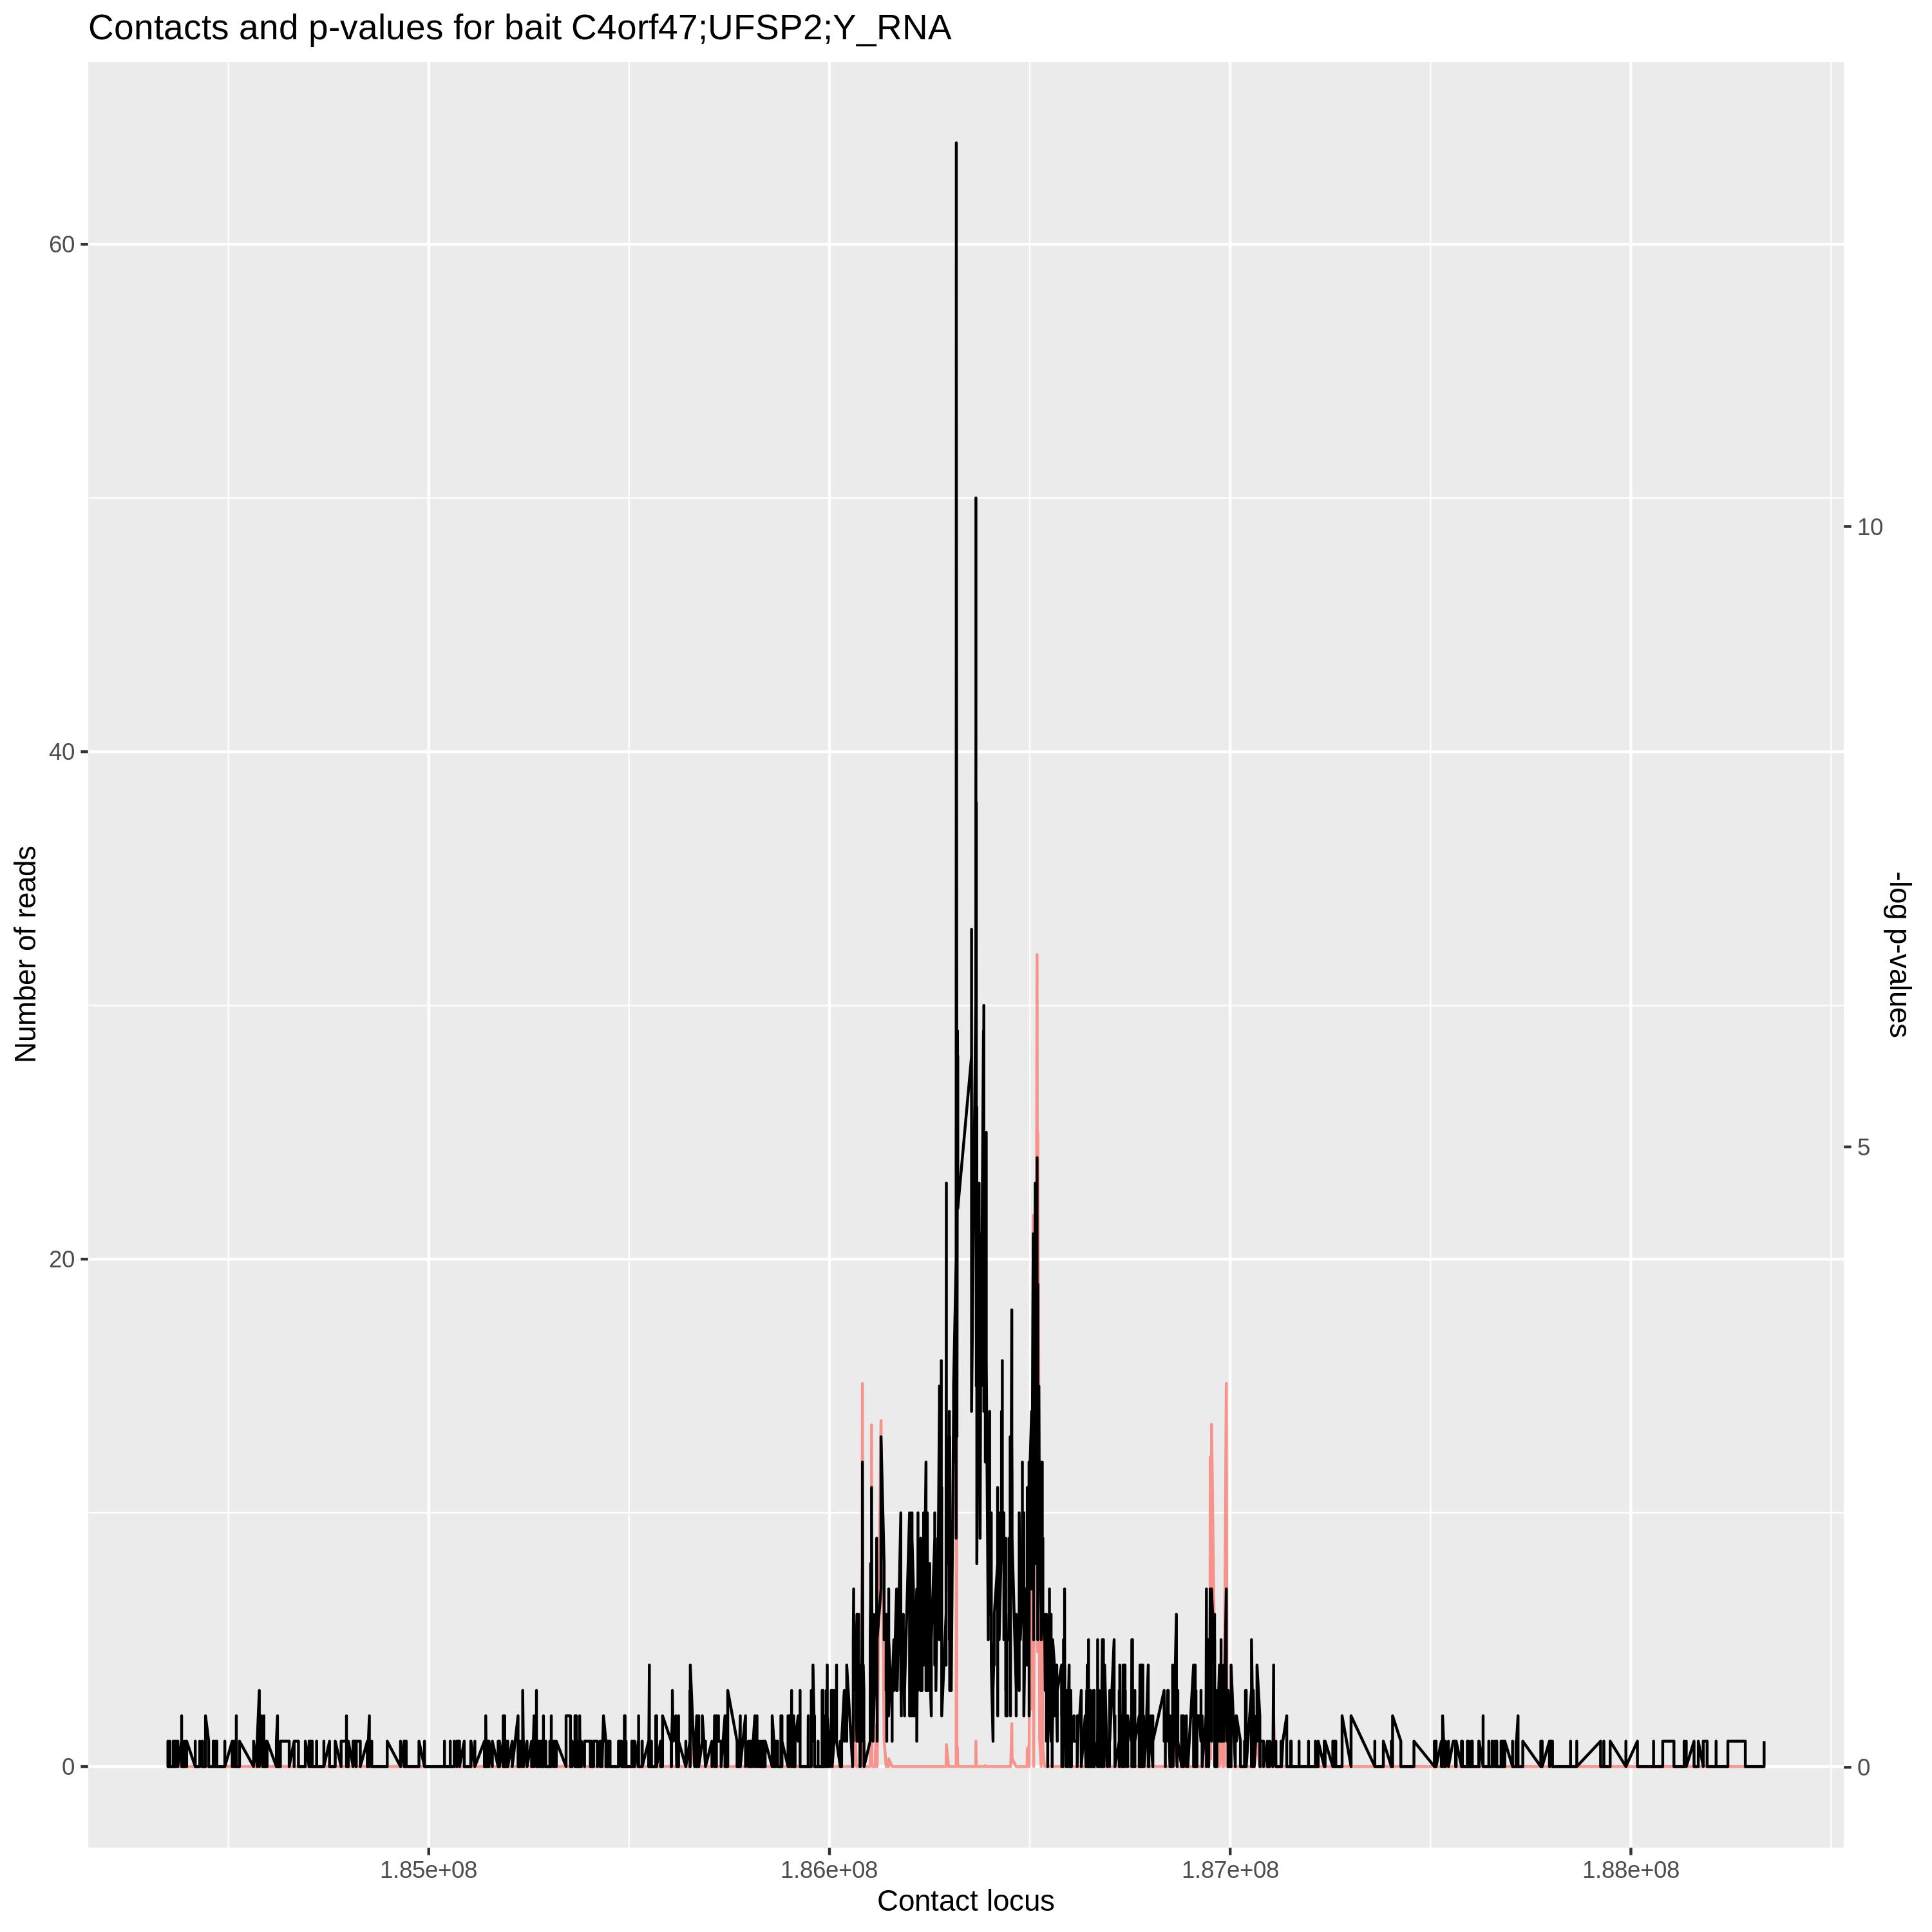 Contacts and p-values for bait C4orf47;UFSP2;Y_RNA
Number of reads
60
40
20
0
10
5
0
-log p-values
1.85e+08
1.86e+08
1.87e+08
1.88e+08
Contact locus